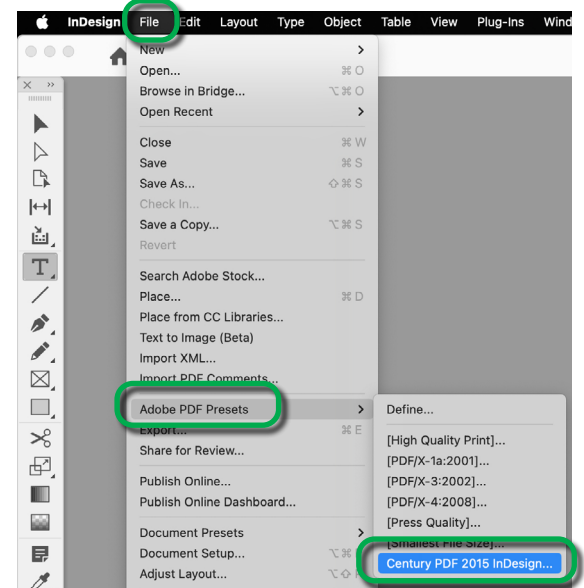 InDesign File Edit Layout Type Object Table View Plug-Ins Wind
New
Open... ⌘ O
Browse in Bridge... ⌥ ⌘ O
Open Recent
Close ⌘ W
Save ⌘ S
Save As... ⇧ ⌘ S
Check In...
Save a Copy... ⌥ ⌘ S
Revert
Search Adobe Stock...
Place... ⌘ D
Place from CC Libraries...
Text to Image (Beta)
Import XML...
Import PDF Comments...
Adobe PDF Presets
Export... ⌘ E
Share for Review...
Publish Online...
Publish Online Dashboard...
Document Presets
Document Setup... ⌥ ⌘
Adjust Layout... ⌥ ⇧
Define...
[High Quality Print]...
[PDF/X-1a:2001]...
[PDF/X-3:2002]...
[PDF/X-4:2008]...
[Press Quality]...
[Smallest File Size]...
Century PDF 2015 InDesign...